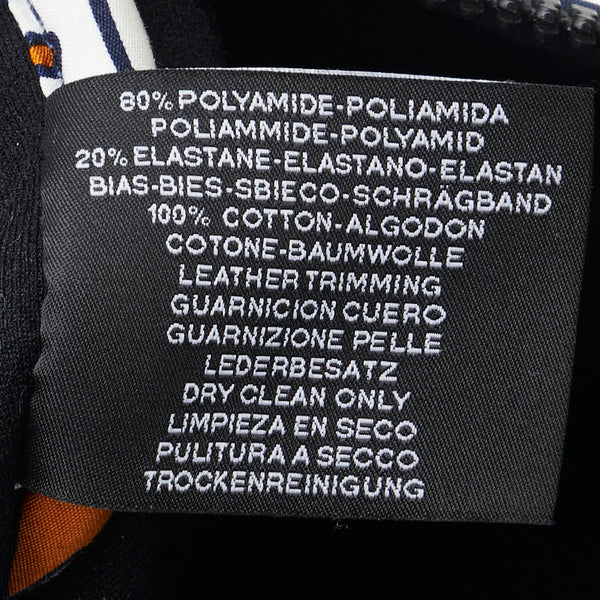 80% POLYAMIDE-POLIAMIDA
POLIAMMIDE-POLYAMID
20% ELASTANE-ELASTANO-ELASTAN
BIAS-BIES-SBIECO-SCHRÄGBAND
100% COTTON-ALGODON
COTONE-BAUMWOLLE
LEATHER TRIMMING
GUARNICION CUERO
GUARNIZIONE PELLE
LEDERBESATZ
DRY CLEAN ONLY
LIMPIEZA EN SECO
PULITURA A SECCO
TROCKENREINIGUNG